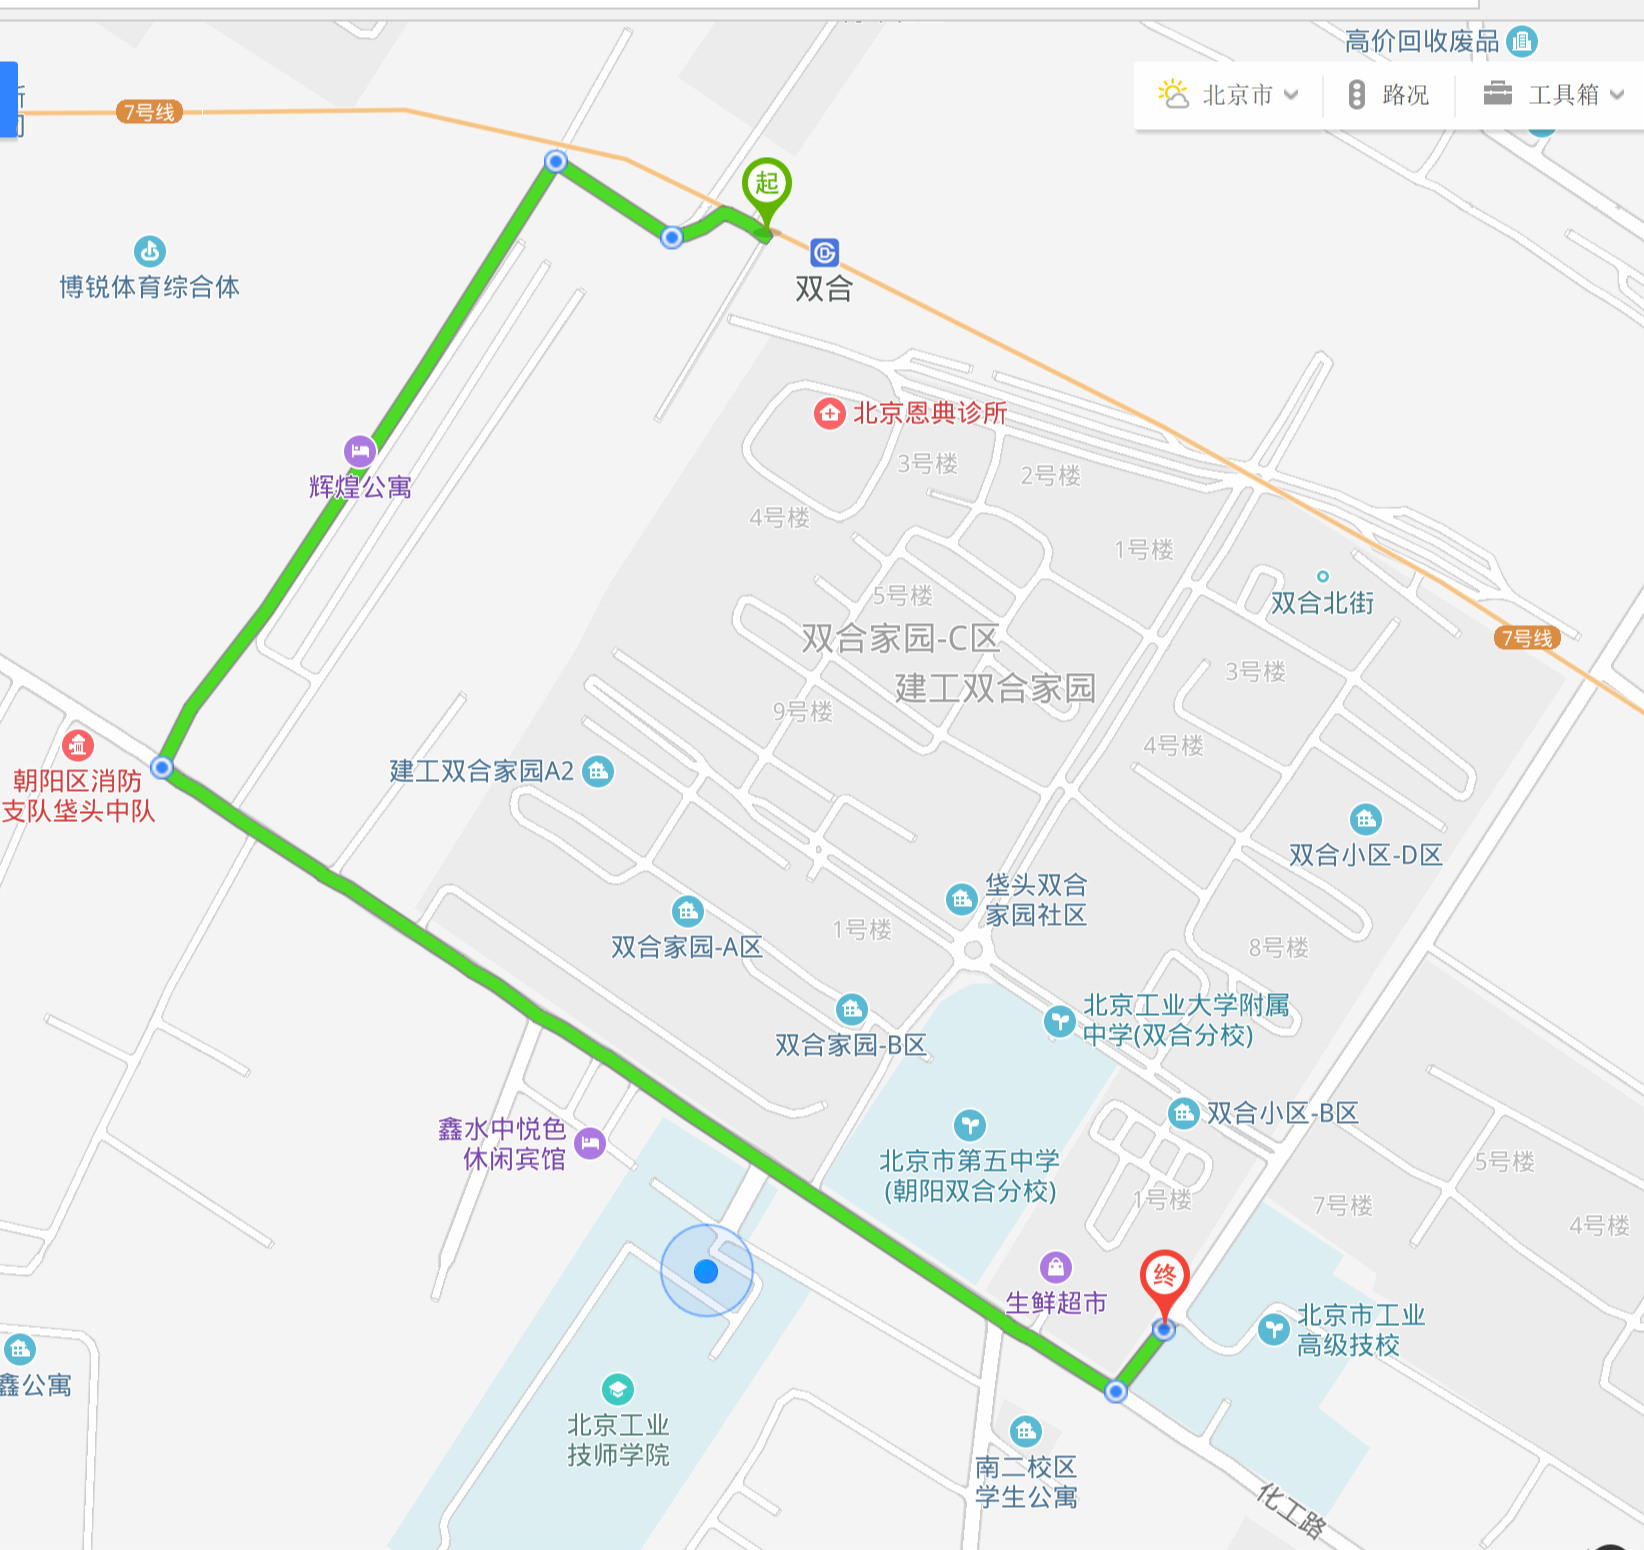 高价回收废品
北京市
路况
工具箱
7号线
起
博锐体育综合体
双合
北京恩典诊所
3号楼
2号楼
辉煌公寓
4号楼
1号楼
双合北街
5号楼
双合家园-C区
7号线
建工双合家园
3号楼
9号楼
4号楼
朝阳区消防
支队垡头中队
建工双合家园A2
双合小区-D区
垡头双合
家园社区
双合家园-A区
1号楼
8号楼
北京工业大学附属
中学(双合分校)
双合家园-B区
双合小区-B区
鑫水中悦色
休闲宾馆
北京市第五中学
(朝阳双合分校)
5号楼
1号楼
7号楼
4号楼
终
生鲜超市
北京市工业
高级技校
鑫公寓
北京工业
技师学院
南二校区
学生公寓
化工路